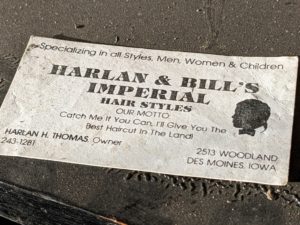 Specializing in all Styles, Men, Women & Children
HARLAN & BILL'S
IMPERIAL
HAIR STYLES
OUR MOTTO
Catch Me If You Can, I'll Give You The
Best Haircut In The Land!
HARLAN H. THOMAS, Owner
243-1281
2513 WOODLAND
DES MOINES, IOWA